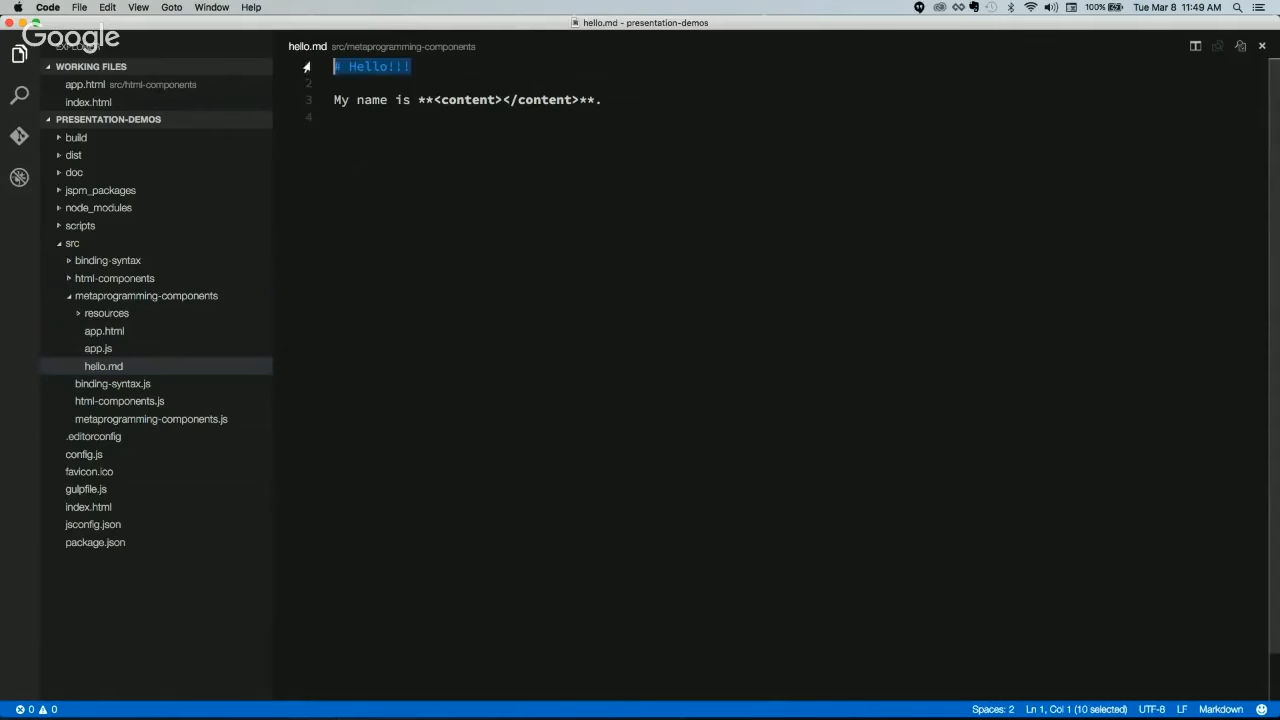 Code File Edit View Goto Window Help 100% Tue Mar 8 11:49 AM
hello.md - presentation-demos
Google
hello.md src/metaprogramming-components
WORKING FILES
app.html src/html-components
index.html
PRESENTATION-DEMOS
build
dist
doc
jspm_packages
node_modules
scripts
src
binding-syntax
html-components
metaprogramming-components
resources
app.html
app.js
hello.md
binding-syntax.js
html-components.js
metaprogramming-components.js
.editorconfig
config.js
favicon.ico
gulpfile.js
index.html
jsconfig.json
package.json
# Hello!!!
2
3 My name is **<content></content>**.
4
0 0 Spaces: 2 Ln 1, Col 1 (10 selected) UTF-8 LF Markdown